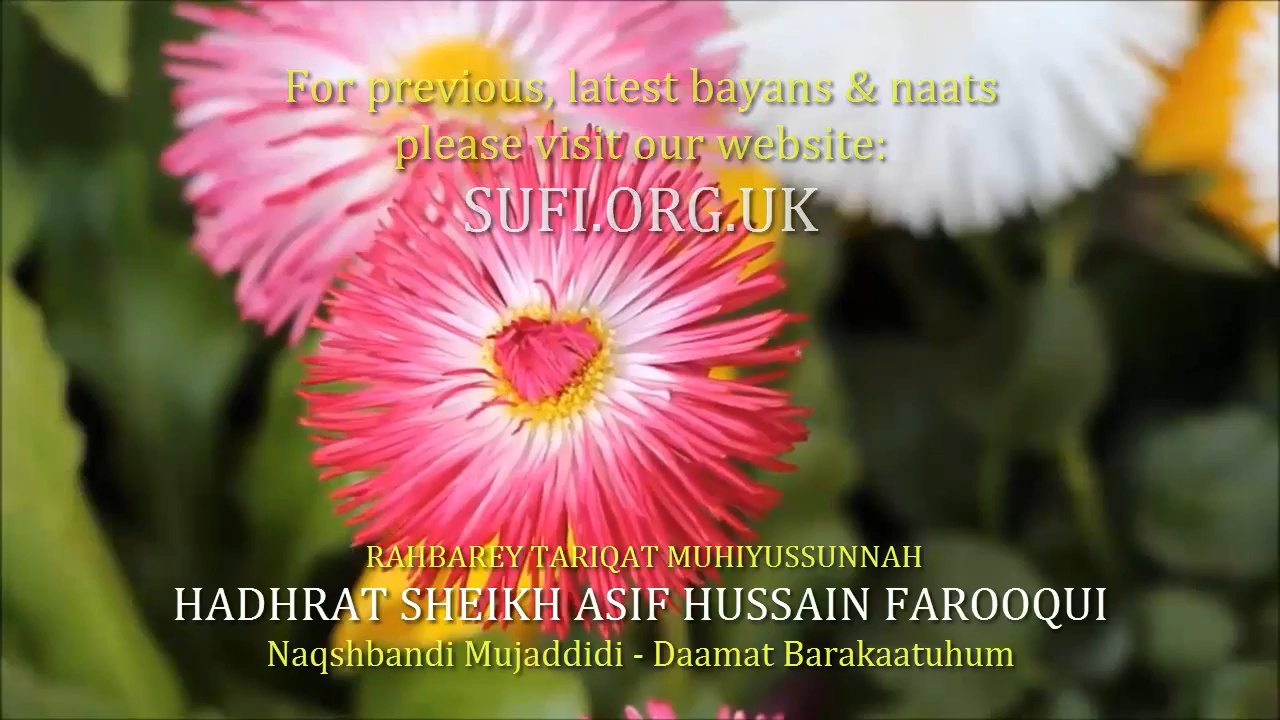 For previous, latest bayans & naats
please visit our website:
SUFI.ORG.UK
RAHBAREY TARIQAT MUHIYUSSUNNAH
HADHRAT SHEIKH ASIF HUSSAIN FAROOQUI
Naqshbandi Mujaddidi - Daamat Barakaatuhum